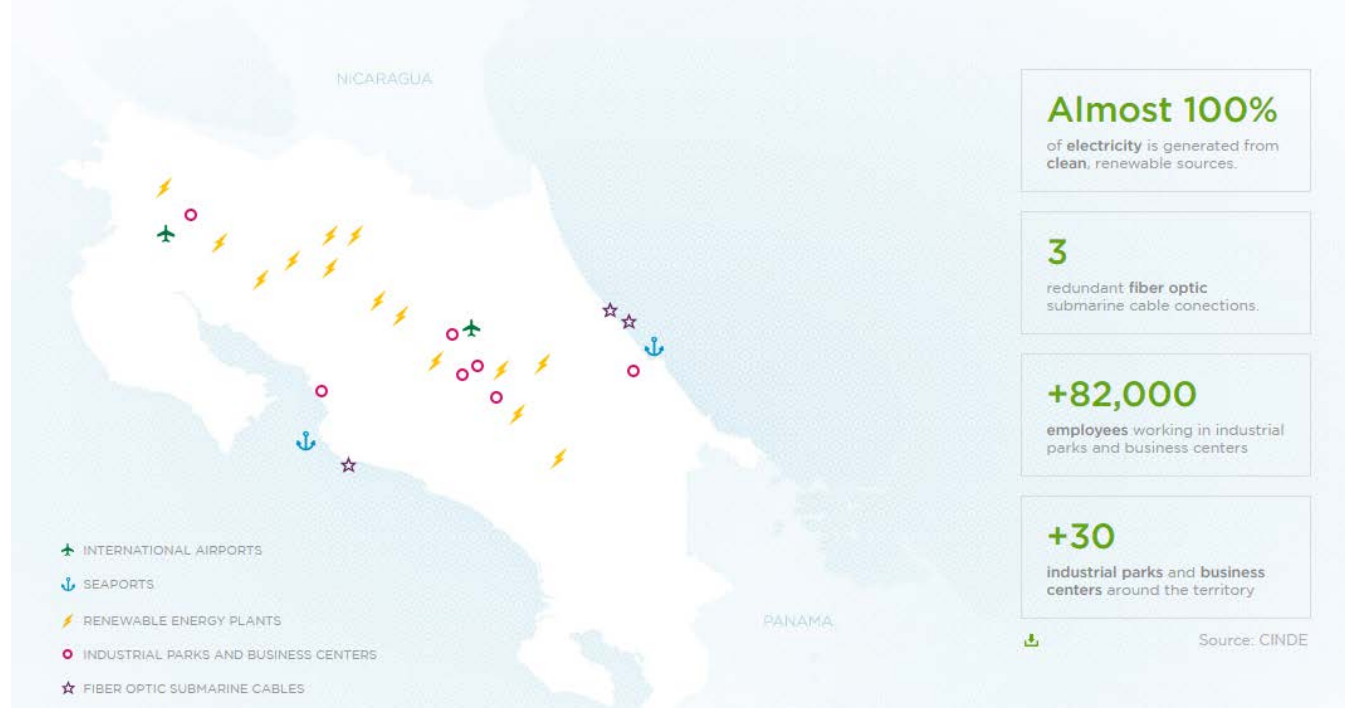 NICARAGUA
Almost 100%
of electricity is generated from
clean, renewable sources.
3
redundant fiber optic
submarine cable conections.
+82,000
employees working in industrial
parks and business centers
+30
industrial parks and business
centers around the territory
Source: CINDE
PANAMA
INTERNATIONAL AIRPORTS
SEAPORTS
RENEWABLE ENERGY PLANTS
INDUSTRIAL PARKS AND BUSINESS CENTERS
FIBER OPTIC SUBMARINE CABLES